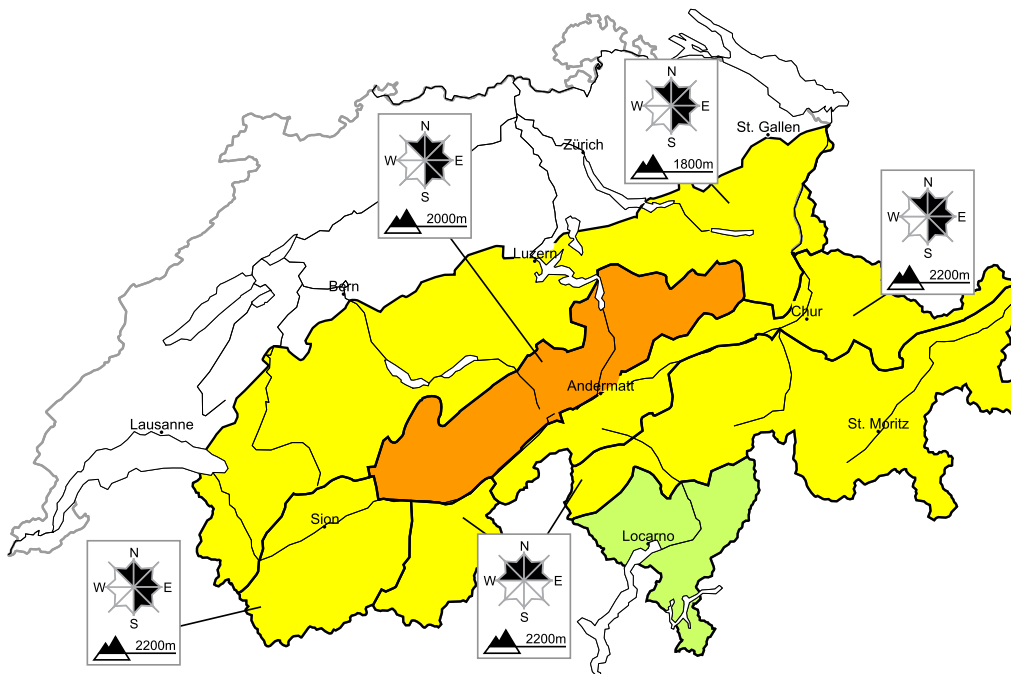 N
W E
S
1800m
St. Gallen
N
W E
S
2000m
Zürich
N
W E
S
2200m
Luzern
Bern
Chur
Andermatt
Lausanne
St. Moritz
Sion
Locarno
N
W E
S
2200m
N
W E
S
2200m